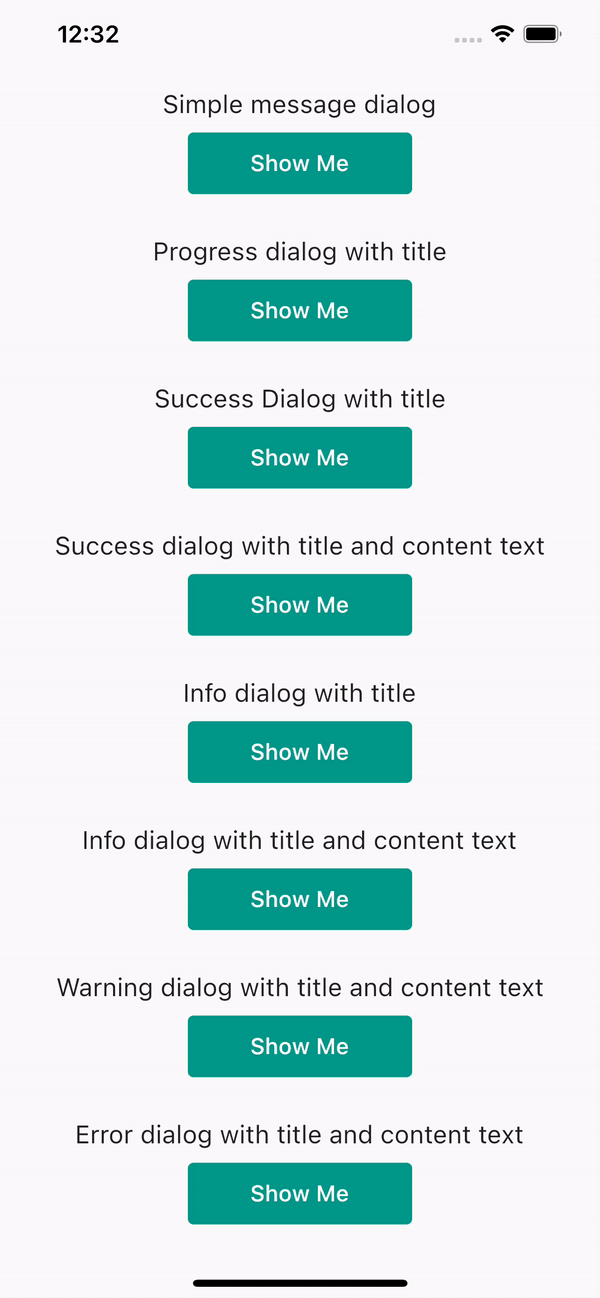 12:32
Simple message dialog
Show Me
Progress dialog with title
Show Me
Success Dialog with title
Show Me
Success dialog with title and content text
Show Me
Info dialog with title
Show Me
Info dialog with title and content text
Show Me
Warning dialog with title and content text
Show Me
Error dialog with title and content text
Show Me